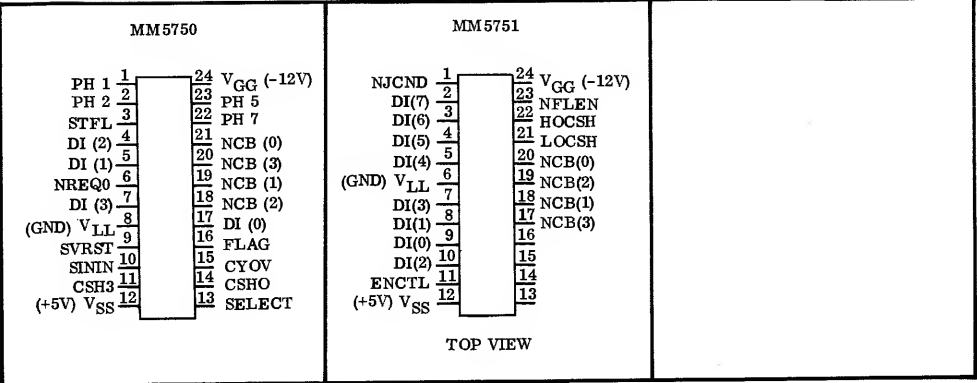 MM5750
PH 1 1 24 VGG (-12V)
PH 2 2 23 PH 5
STFL 3 22 PH 7
DI (2) 4 21 NCB (0)
DI (1) 5 20 NCB (3)
NREQ0 6 19 NCB (1)
DI (3) 7 18 NCB (2)
(GND) VLL 8 17 DI (0)
SVRST 9 16 FLAG
SININ 10 15 CYOV
CSH3 11 14 CSHO
(+5V) VSS 12 13 SELECT
MM5751
NJCND 1 24 VGG (-12V)
DI(7) 2 23 NFLEN
DI(6) 3 22 HOCSH
DI(5) 4 21 LOCSH
DI(4) 5 20 NCB(0)
(GND) VLL 6 19 NCB(2)
DI(3) 7 18 NCB(1)
DI(1) 8 17 NCB(3)
DI(0) 9 16
DI(2) 10 15
ENCTL 11 14
(+5V) VSS 12 13
TOP VIEW